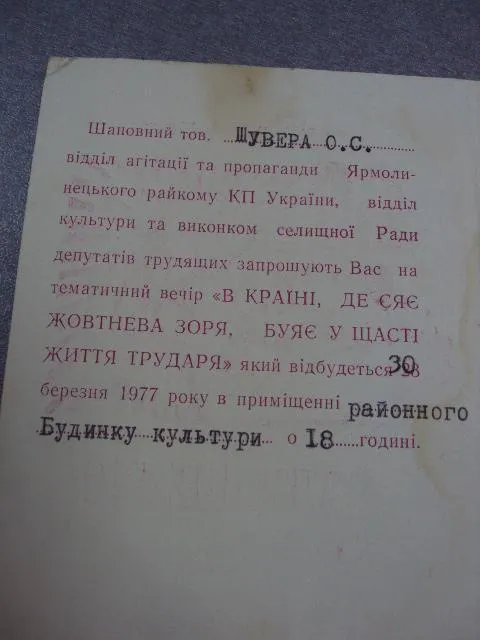 Шановний тов. ШУВЕРА О.С.
відділ агітації та пропаганди Ярмоли-
нецького райкому КП України, відділ
культури та виконком селищної Ради
депутатів трудящих запрошують Вас на
тематичний вечір «В КРАЇНІ, ДЕ СЯЄ
ЖОВТНЕВА ЗОРЯ, БУЯЄ У ЩАСТІ
ЖИТТЯ ТРУДАРЯ» який відбудеться 30
березня 1977 року в приміщенні районного
Будинку культури о 18 годині.